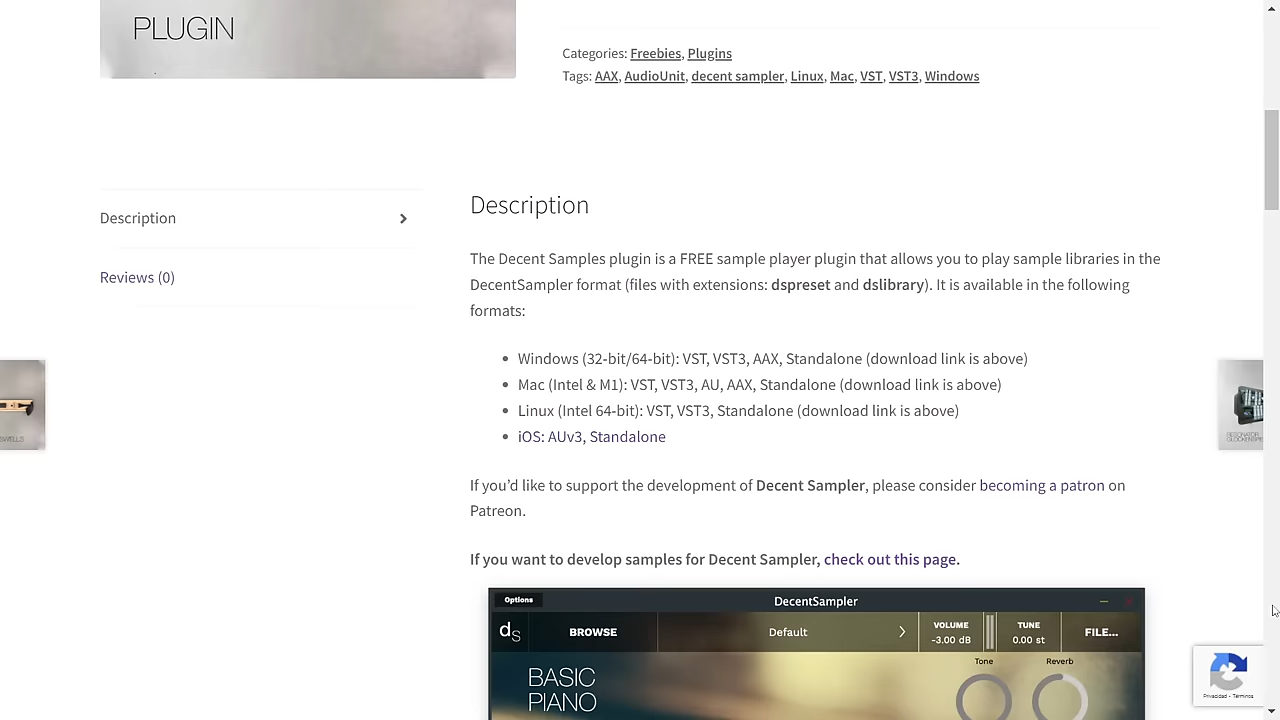 PLUGIN
Categories: Freebies, Plugins
Tags: AAX, AudioUnit, decent sampler, Linux, Mac, VST, VST3, Windows
Description
Reviews (0)
Description
The Decent Samples plugin is a FREE sample player plugin that allows you to play sample libraries in the
DecentSampler format (files with extensions: dspreset and dslibrary). It is available in the following
formats:
Windows (32-bit/64-bit): VST, VST3, AAX, Standalone (download link is above)
Mac (Intel & M1): VST, VST3, AU, AAX, Standalone (download link is above)
Linux (Intel 64-bit): VST, VST3, Standalone (download link is above)
iOS: AUv3, Standalone
If you’d like to support the development of Decent Sampler, please consider becoming a patron on
Patreon.
If you want to develop samples for Decent Sampler, check out this page.
Options
DecentSampler
ds
BROWSE
Default
VOLUME
-3.00 dB
TUNE
0.00 st
FILE...
BASIC
PIANO
Tone
Reverb
Privacidad - Términos